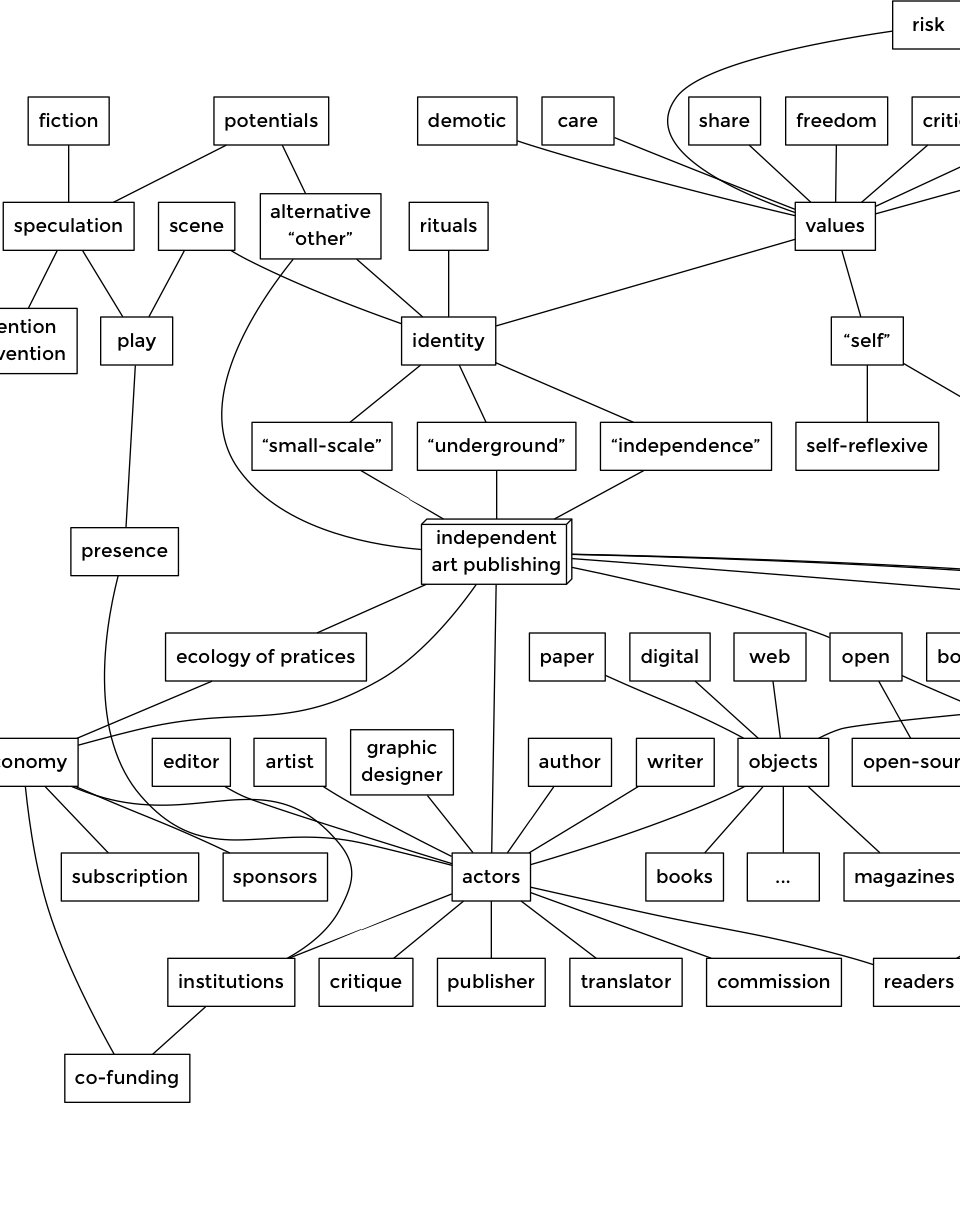 risk
fiction
potentials
demotic
care
share
freedom
criti
speculation
scene
alternative
“other”
rituals
values
ention
vention
play
identity
“self”
“small-scale”
“underground”
“independence”
self-reflexive
independent
art publishing
presence
ecology of pratices
paper
digital
web
open
bo
onomy
editor
artist
graphic
designer
author
writer
objects
open-sour
subscription
sponsors
actors
books
...
magazines
institutions
critique
publisher
translator
commission
readers
co-funding